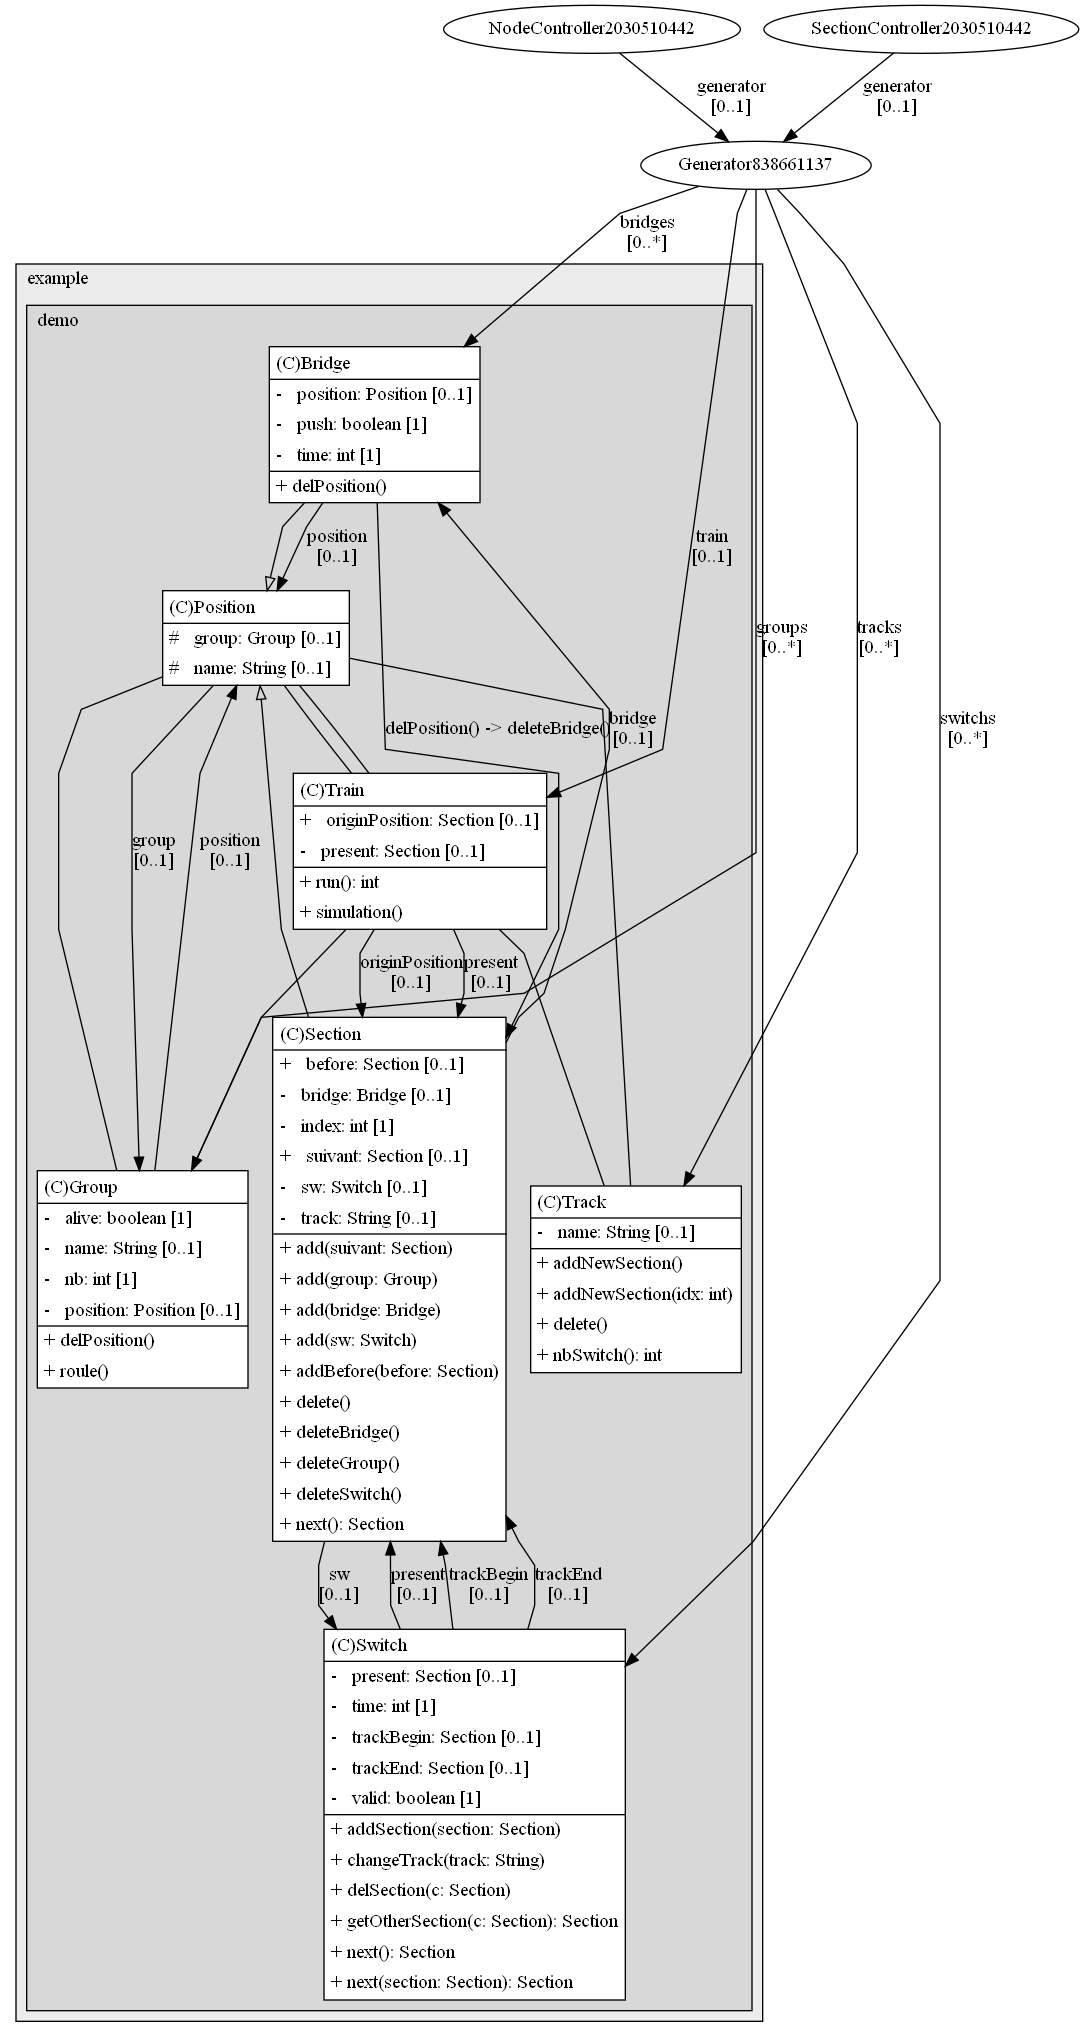 NodeController2030510442
SectionController2030510442
generator
[0..1]
generator
[0..1]
Generator838661137
bridges
[0..*]
example
demo
(C)Bridge
- position: Position [0..1]
- push: boolean [1]
- time: int [1]
+ delPosition()
position
[0..1]
train
[0..1]
(C)Position
# group: Group [0..1]
# name: String [0..1]
groups
[0..*]
tracks
[0..*]
delPosition() -> deleteBridge()
bridge
[0..1]
switchs
[0..*]
(C)Train
+ originPosition: Section [0..1]
- present: Section [0..1]
+ run(): int
+ simulation()
group
[0..1]
position
[0..1]
originPosition
[0..1]
present
[0..1]
(C)Section
+ before: Section [0..1]
- bridge: Bridge [0..1]
- index: int [1]
+ suivant: Section [0..1]
- sw: Switch [0..1]
- track: String [0..1]
+ add(suivant: Section)
+ add(group: Group)
+ add(bridge: Bridge)
+ add(sw: Switch)
+ addBefore(before: Section)
+ delete()
+ deleteBridge()
+ deleteGroup()
+ deleteSwitch()
+ next(): Section
(C)Group
- alive: boolean [1]
- name: String [0..1]
- nb: int [1]
- position: Position [0..1]
+ delPosition()
+ roule()
(C)Track
- name: String [0..1]
+ addNewSection()
+ addNewSection(idx: int)
+ delete()
+ nbSwitch(): int
sw
[0..1]
present
[0..1]
trackBegin
[0..1]
trackEnd
[0..1]
(C)Switch
- present: Section [0..1]
- time: int [1]
- trackBegin: Section [0..1]
- trackEnd: Section [0..1]
- valid: boolean [1]
+ addSection(section: Section)
+ changeTrack(track: String)
+ delSection(c: Section)
+ getOtherSection(c: Section): Section
+ next(): Section
+ next(section: Section): Section